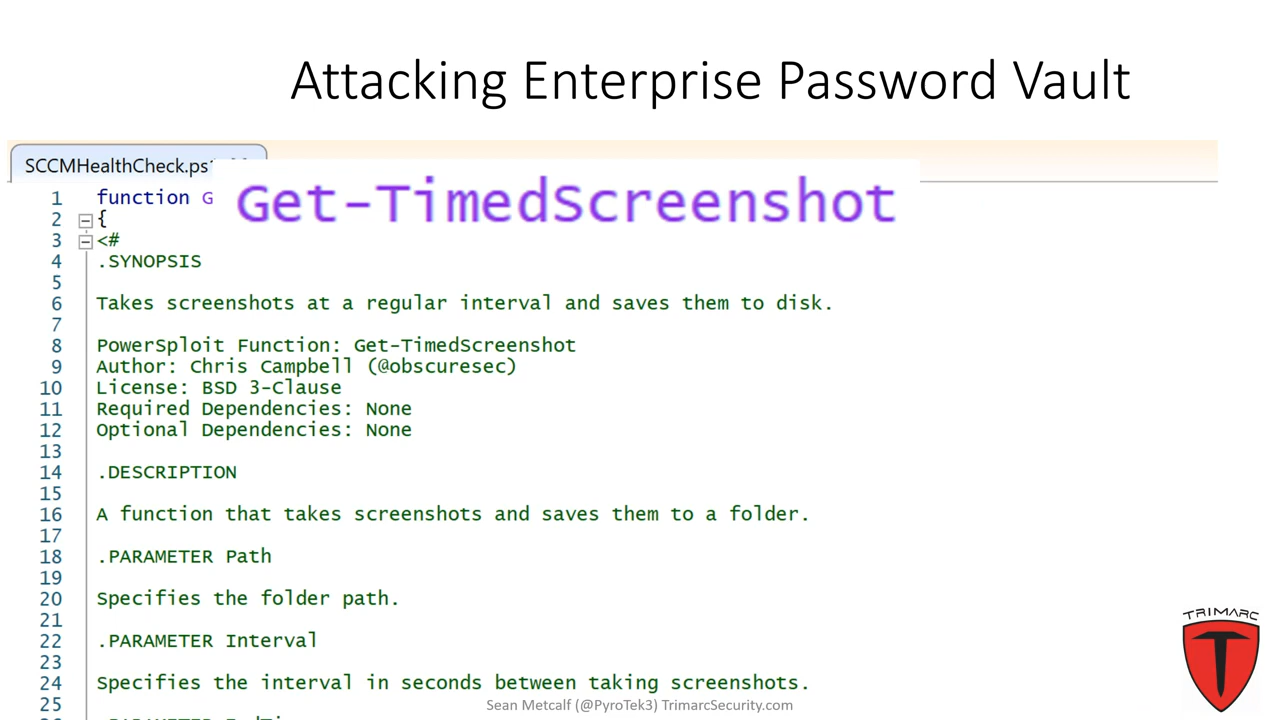 Attacking Enterprise Password Vault
SCCMHealthCheck.ps1
Get-TimedScreenshot
1 function G
2 {
3 <#
4 .SYNOPSIS
5
6 Takes screenshots at a regular interval and saves them to disk.
7
8 PowerSploit Function: Get-TimedScreenshot
9 Author: Chris Campbell (@obscuresec)
10 License: BSD 3-Clause
11 Required Dependencies: None
12 Optional Dependencies: None
13
14 .DESCRIPTION
15
16 A function that takes screenshots and saves them to a folder.
17
18 .PARAMETER Path
19
20 Specifies the folder path.
21
22 .PARAMETER Interval
23
24 Specifies the interval in seconds between taking screenshots.
25
Sean Metcalf (@PyroTek3) TrimarcSecurity.com
TRIMARC